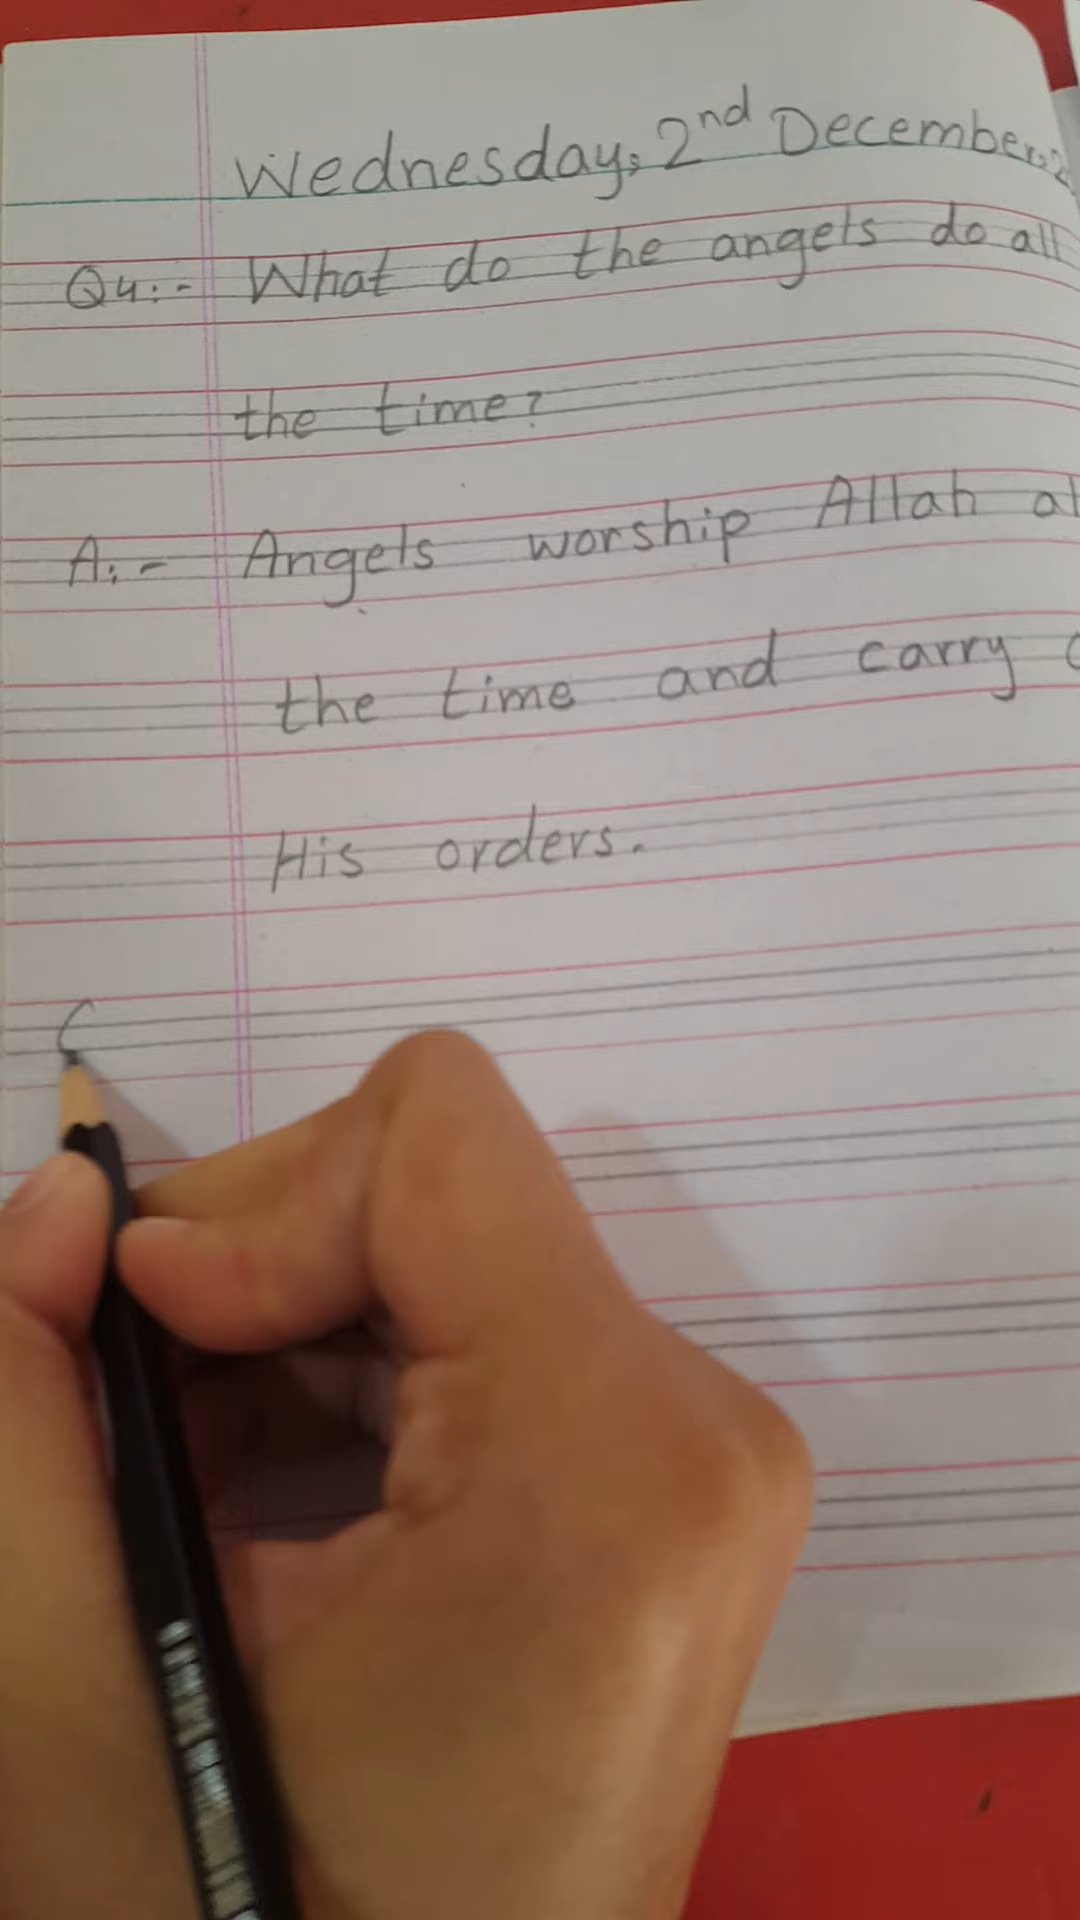 Wednesday, 2nd December,
Q4:- What do the angels do all
the time?
A:- Angels worship Allah al
the time and carry
His orders.